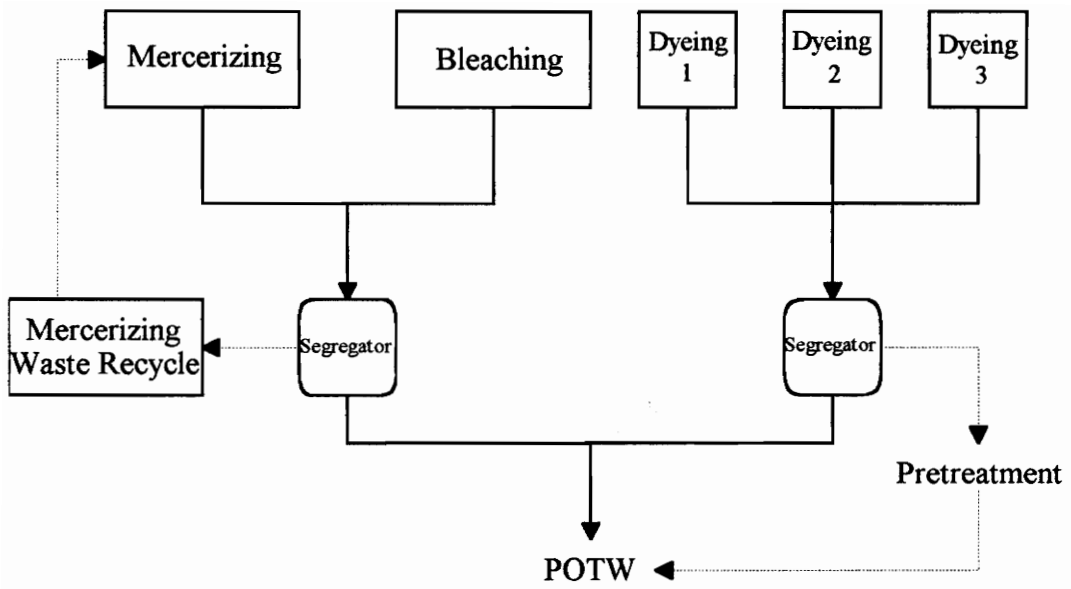 Mercerizing
Bleaching
Dyeing
1
Dyeing
2
Dyeing
3
Mercerizing
Waste Recycle
Segregator
Segregator
Pretreatment
POTW